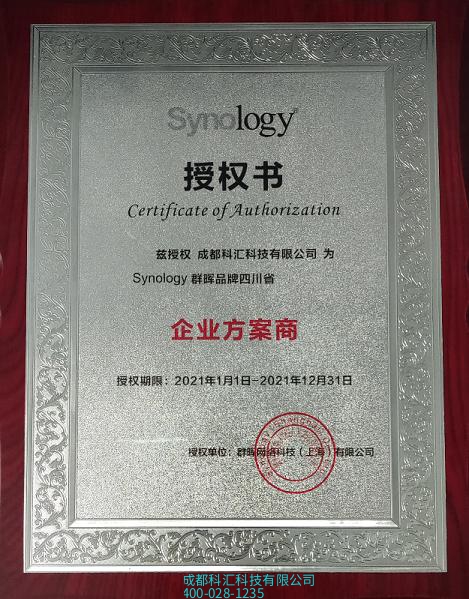 Synology®
授权书
Certificate of Authorization
兹授权 成都科汇科技有限公司 为
Synology 群晖品牌四川省
企业方案商
授权期限：2021年1月1日-2021年12月31日
授权单位：群晖网络科技（上海）有限公司
成都科汇科技有限公司
400-028-1235